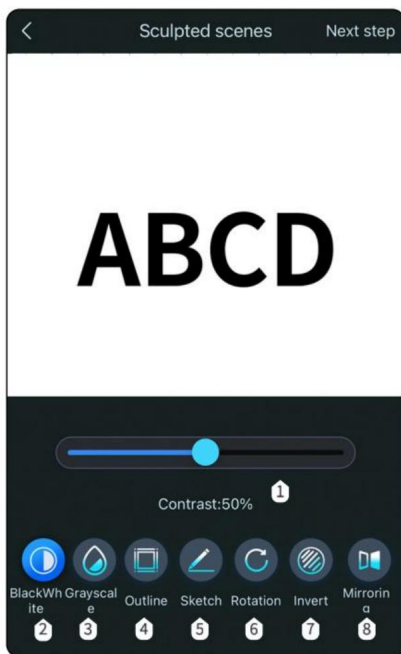 Sculpted scenes Next step
ABCD
Contrast:50%
1
BlackWh Grayscal Outline Sketch Rotation Invert Mirrorin
ite e g
2 3 4 5 6 7 8